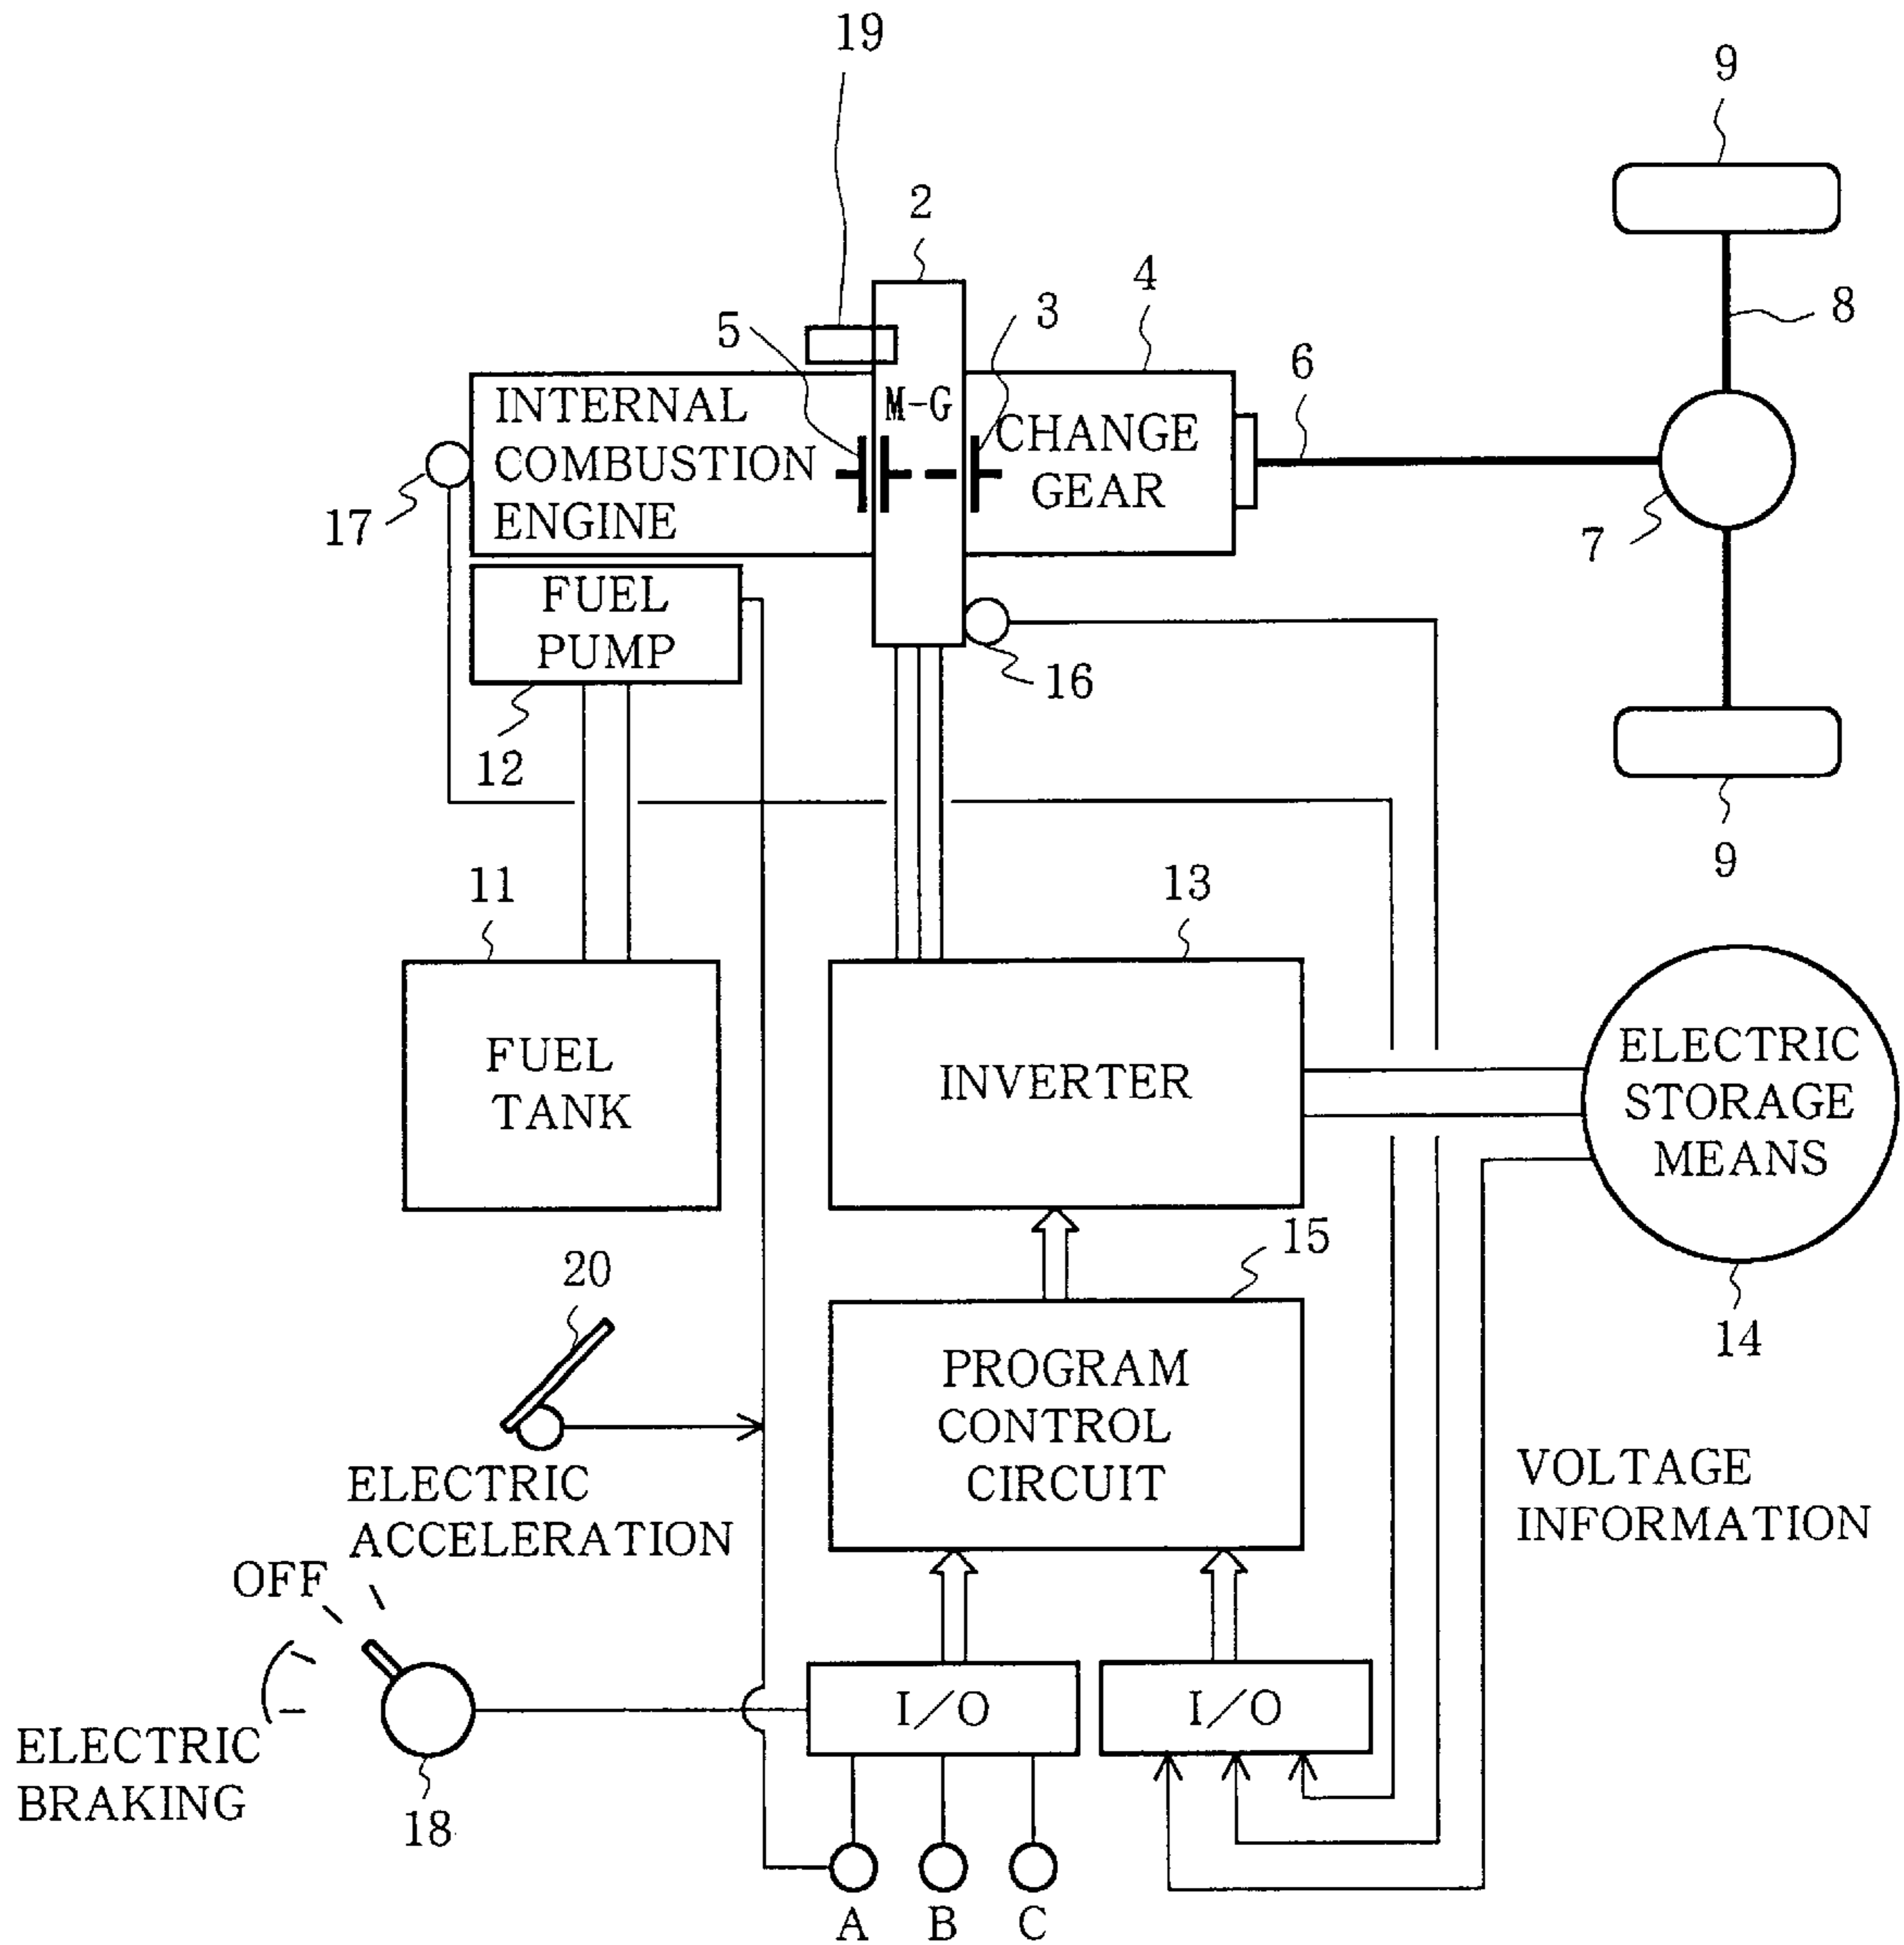 19
9
2
4
5
3
8
6
INTERNAL
COMBUSTION
ENGINE
M-G
CHANGE
GEAR
17
7
FUEL
PUMP
16
12
9
11
13
FUEL
TANK
INVERTER
ELECTRIC
STORAGE
MEANS
15
20
14
PROGRAM
CONTROL
CIRCUIT
VOLTAGE
INFORMATION
ELECTRIC
ACCELERATION
OFF
I/O
I/O
ELECTRIC
BRAKING
18
A
B
C